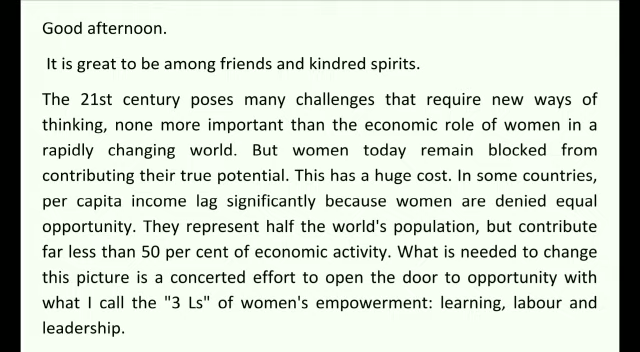 Good afternoon.
It is great to be among friends and kindred spirits.
The 21st century poses many challenges that require new ways of
thinking, none more important than the economic role of women in a
rapidly changing world. But women today remain blocked from
contributing their true potential. This has a huge cost. In some countries,
per capita income lag significantly because women are denied equal
opportunity. They represent half the world's population, but contribute
far less than 50 per cent of economic activity. What is needed to change
this picture is a concerted effort to open the door to opportunity with
what I call the "3 Ls" of women's empowerment: learning, labour and
leadership.